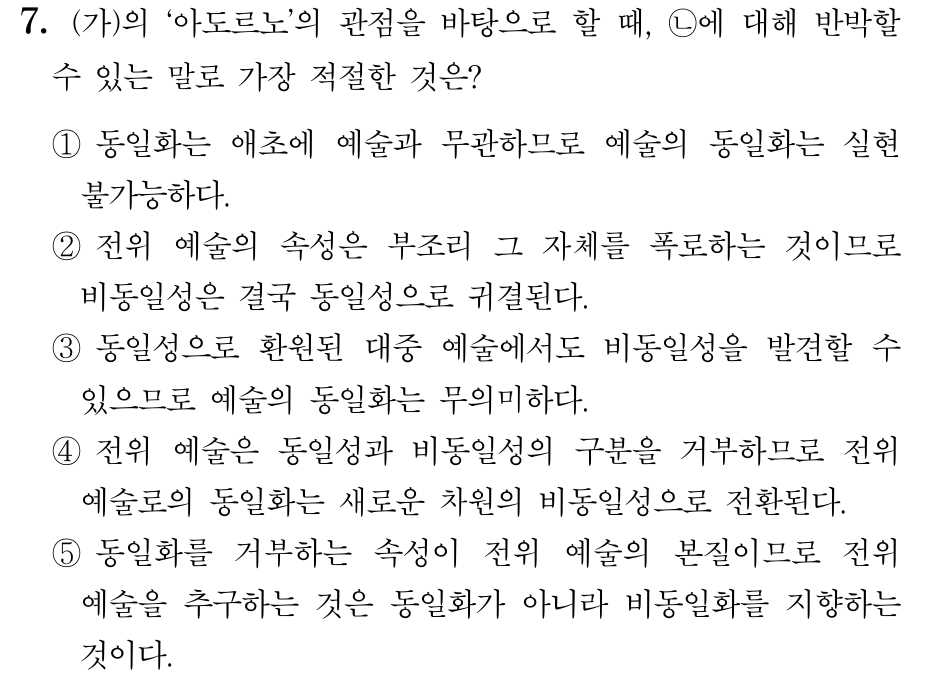 7. (가)의 ‘아도르노’의 관점을 바탕으로 할 때, ㉡에 대해 반박할
수 있는 말로 가장 적절한 것은?
① 동일화는 애초에 예술과 무관하므로 예술의 동일화는 실현
불가능하다.
② 전위 예술의 속성은 부조리 그 자체를 폭로하는 것이므로
비동일성은 결국 동일성으로 귀결된다.
③ 동일성으로 환원된 대중 예술에서도 비동일성을 발견할 수
있으므로 예술의 동일화는 무의미하다.
④ 전위 예술은 동일성과 비동일성의 구분을 거부하므로 전위
예술로의 동일화는 새로운 차원의 비동일성으로 전환된다.
⑤ 동일화를 거부하는 속성이 전위 예술의 본질이므로 전위
예술을 추구하는 것은 동일화가 아니라 비동일화를 지향하는
것이다.